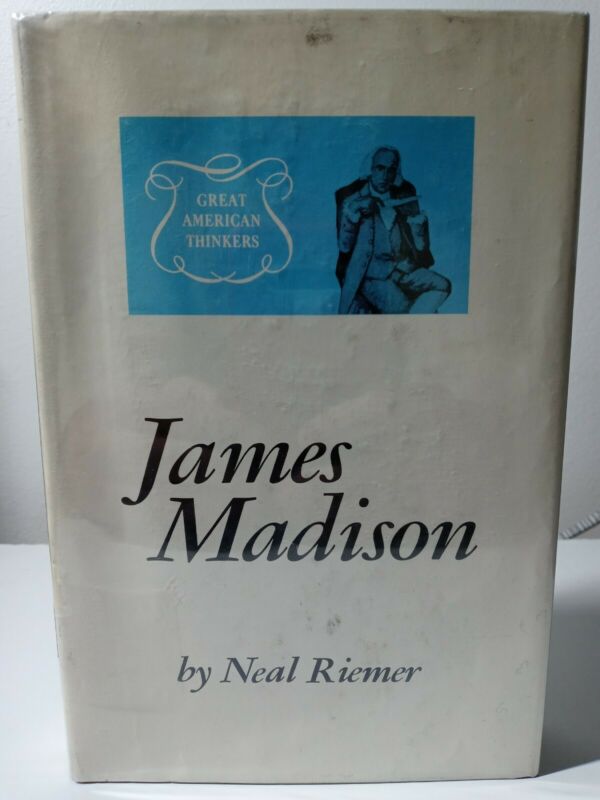 GREAT
AMERICAN
THINKERS
James
Madison
by Neal Riemer